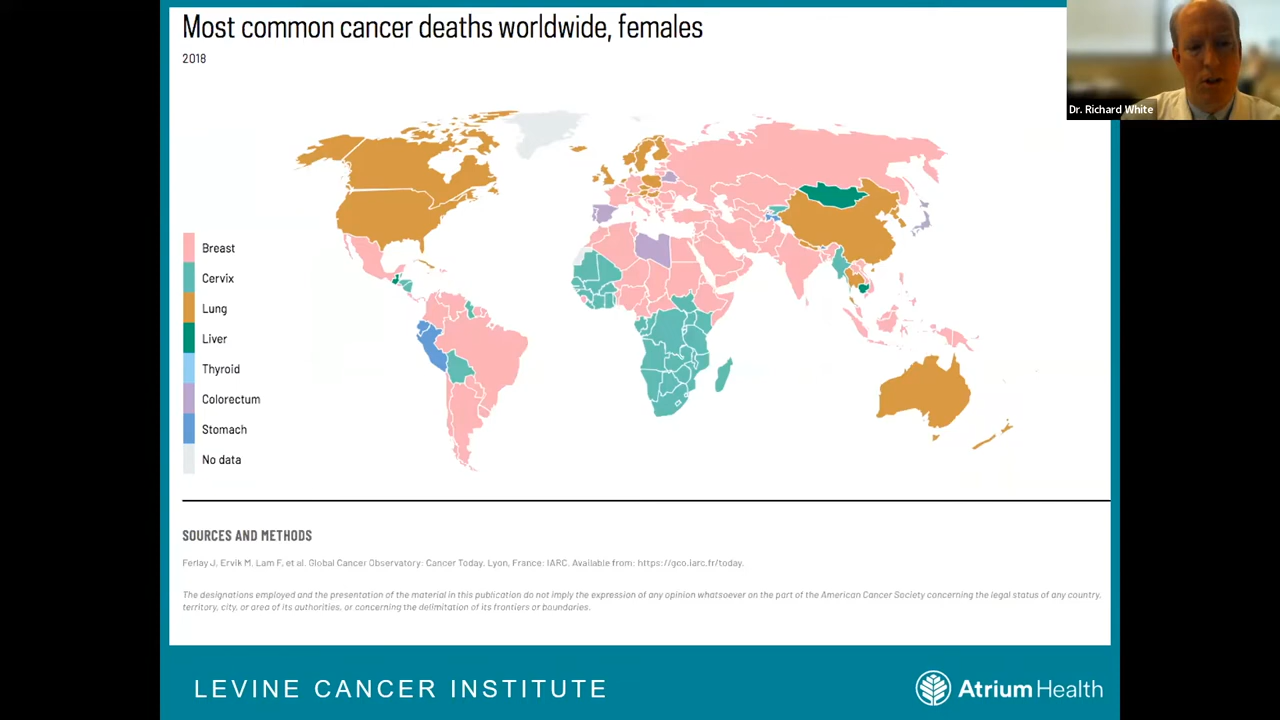 Most common cancer deaths worldwide, females
2018
Dr. Richard White
Breast
Cervix
Lung
Liver
Thyroid
Colorectum
Stomach
No data
SOURCES AND METHODS
Ferlay J, Ervik M, Lam F, et al. Global Cancer Observatory: Cancer Today. Lyon, France: IARC. Available from: https://gco.iarc.fr/today.
The designations employed and the presentation of the material in this publication do not imply the expression of any opinion whatsoever on the part of the American Cancer Society concerning the legal status of any country,
territory, city, or area of its authorities, or concerning the delimitation of its frontiers or boundaries.
LEVINE CANCER INSTITUTE
Atrium Health